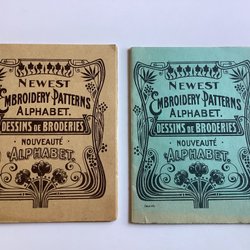 NEWEST
EMBROIDERY-PATTERNS
ALPHABET.
DESSINS DE BRODERIES
NOUVEAUTÉ
ALPHABET.
NEWEST
EMBROIDERY-PATTERNS
ALPHABET.
DESSINS DE BRODERIES
NOUVEAUTÉ
ALPHABET.